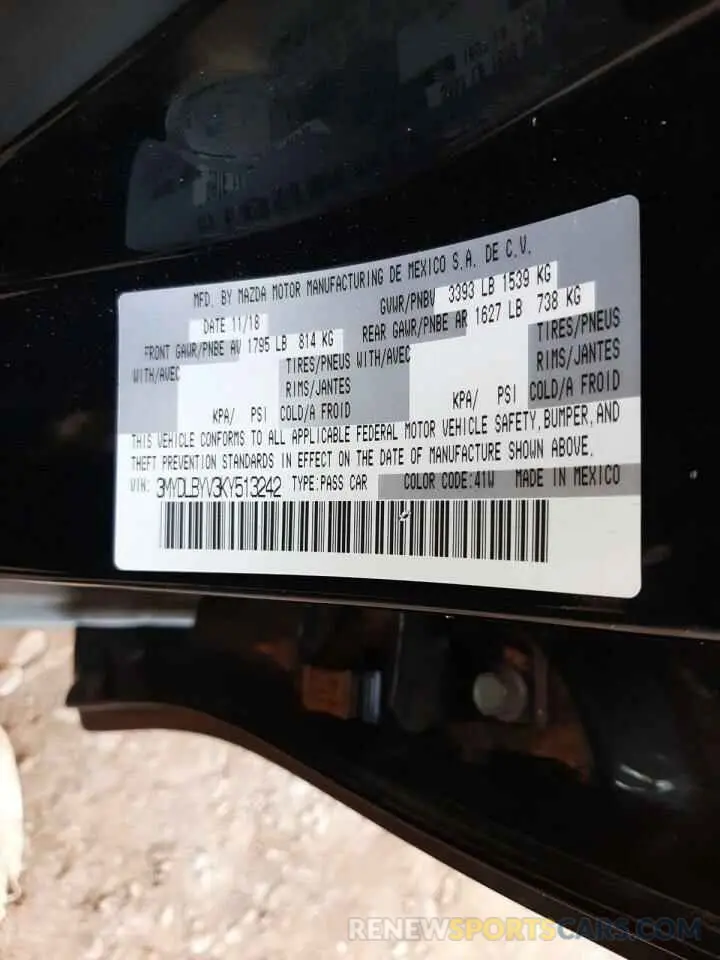 MFD. BY MAZDA MOTOR MANUFACTURING DE MEXICO S.A. DE C.V.
DATE 11/18 GVWR/PNBV 3393 LB 1539 KG
FRONT GAWR/PNBE AV 1795 LB 814 KG REAR GAWR/PNBE AR 1627 LB 738 KG
WITH/AVEC TIRES/PNEUS WITH/AVEC TIRES/PNEUS
RIMS/JANTES RIMS/JANTES
KPA/ PSI COLD/A FROID KPA/ PSI COLD/A FROID
THIS VEHICLE CONFORMS TO ALL APPLICABLE FEDERAL MOTOR VEHICLE SAFETY, BUMPER, AND
THEFT PREVENTION STANDARDS IN EFFECT ON THE DATE OF MANUFACTURE SHOWN ABOVE.
VIN: 3MYDLBYV3KY513242 TYPE:PASS CAR COLOR CODE:41W MADE IN MEXICO
RENEWSPORTSCARS.COM